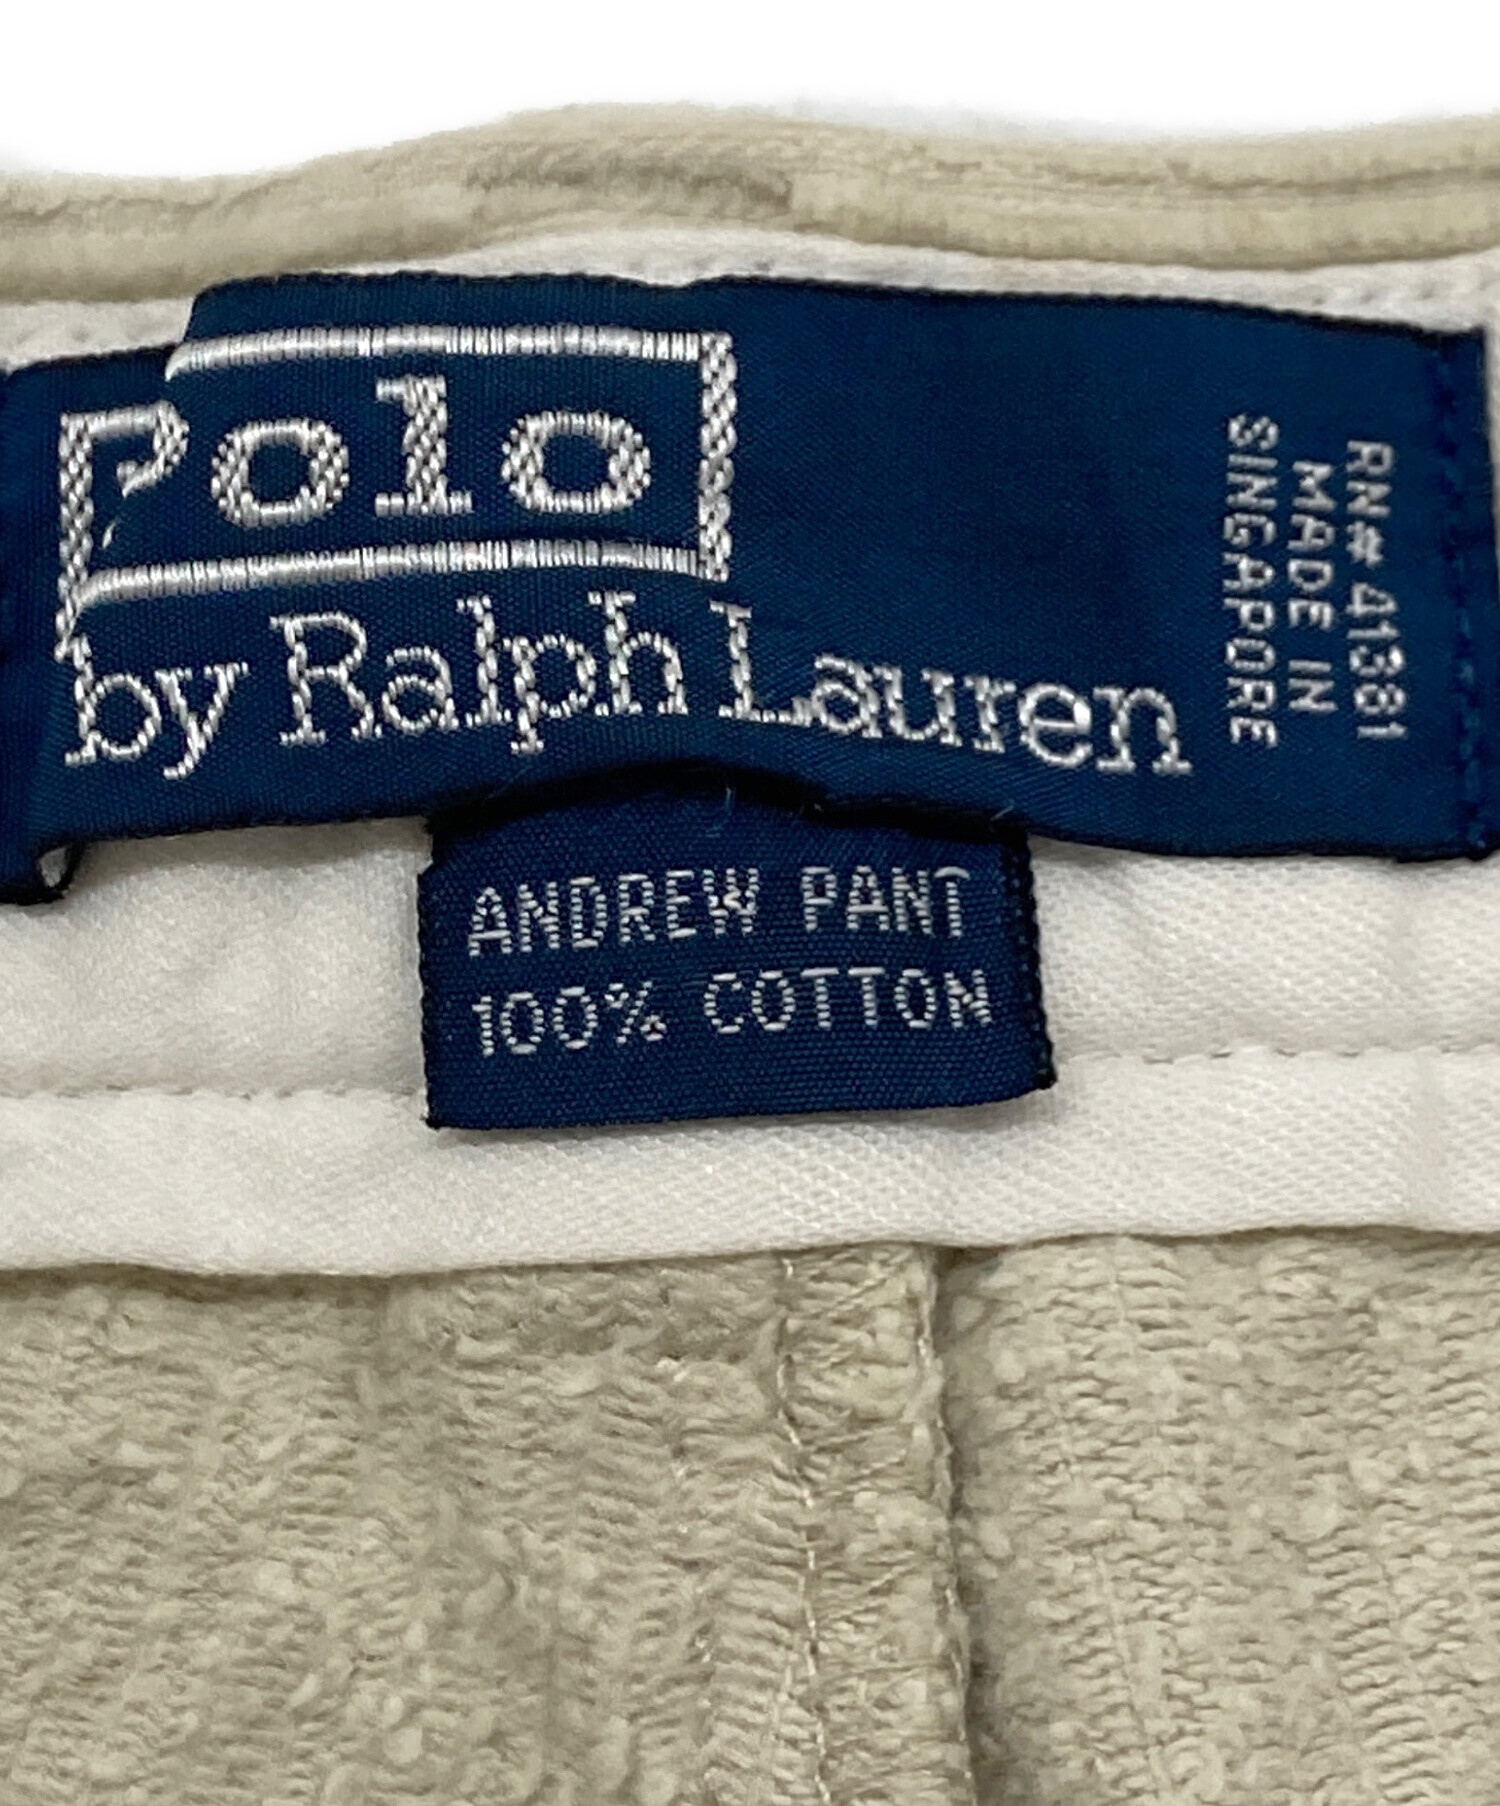 Polo
by Ralph Lauren
RN# 41381
MADE IN
SINGAPORE
ANDREW PANT
100% COTTON